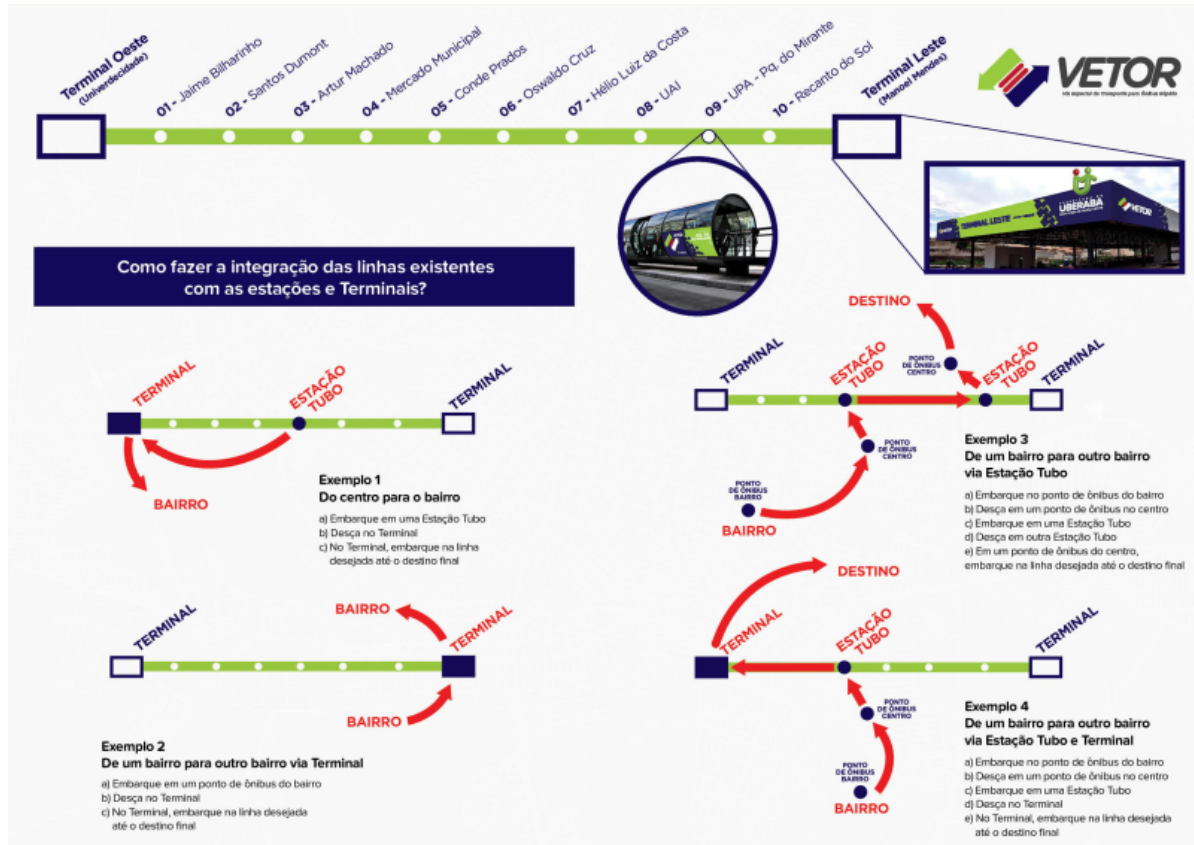 Terminal Oeste
(Univerdecidade)
01 - Jaime Bilharinho
02 - Santos Dumont
03 - Artur Machado
04 - Mercado Municipal
05 - Conde Prados
06 - Oswaldo Cruz
07 - Hélio Luiz da Costa
08 - UAI
09 - UPA - Pq. do Mirante
10 - Recanto do Sol
Terminal Leste
(Manoel Mendes)
VETOR
via especial de transporte para ônibus rápido
UBERABA
TERMINAL LESTE
VETOR
Como fazer a integração das linhas existentes
com as estações e Terminais?
TERMINAL
ESTAÇÃO
TUBO
TERMINAL
BAIRRO
Exemplo 1
Do centro para o bairro
a) Embarque em uma Estação Tubo
b) Desça no Terminal
c) No Terminal, embarque na linha
desejada até o destino final
TERMINAL
BAIRRO
TERMINAL
BAIRRO
Exemplo 2
De um bairro para outro bairro via Terminal
a) Embarque em um ponto de ônibus do bairro
b) Desça no Terminal
c) No Terminal, embarque na linha desejada
até o destino final
DESTINO
TERMINAL
ESTAÇÃO
TUBO
PONTO
DE ÔNIBUS
CENTRO
ESTAÇÃO
TUBO
TERMINAL
PONTO
DE ÔNIBUS
CENTRO
PONTO
DE ÔNIBUS
BAIRRO
BAIRRO
Exemplo 3
De um bairro para outro bairro
via Estação Tubo
a) Embarque no ponto de ônibus do bairro
b) Desça em um ponto de ônibus no centro
c) Embarque em uma Estação Tubo
d) Desça em outra Estação Tubo
e) Em um ponto de ônibus do centro,
embarque na linha desejada até o destino final
DESTINO
TERMINAL
ESTAÇÃO
TUBO
TERMINAL
PONTO
DE ÔNIBUS
CENTRO
PONTO
DE ÔNIBUS
BAIRRO
BAIRRO
Exemplo 4
De um bairro para outro bairro
via Estação Tubo e Terminal
a) Embarque no ponto de ônibus do bairro
b) Desça em um ponto de ônibus no centro
c) Embarque em uma Estação Tubo
d) Desça no Terminal
e) No Terminal, embarque na linha desejada
até o destino final